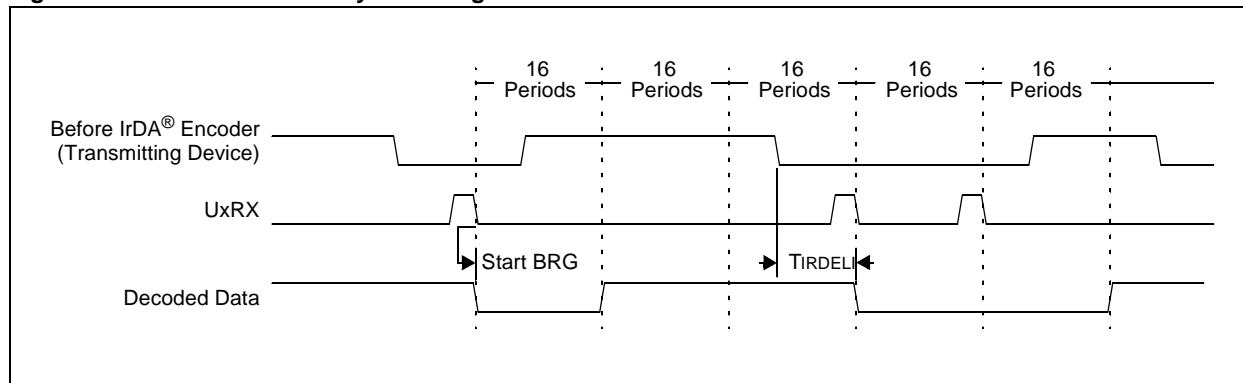 16 Periods
16 Periods
16 Periods
16 Periods
16 Periods
Before IrDA® Encoder
(Transmitting Device)
UxRX
Start BRG
TIRDELI
Decoded Data